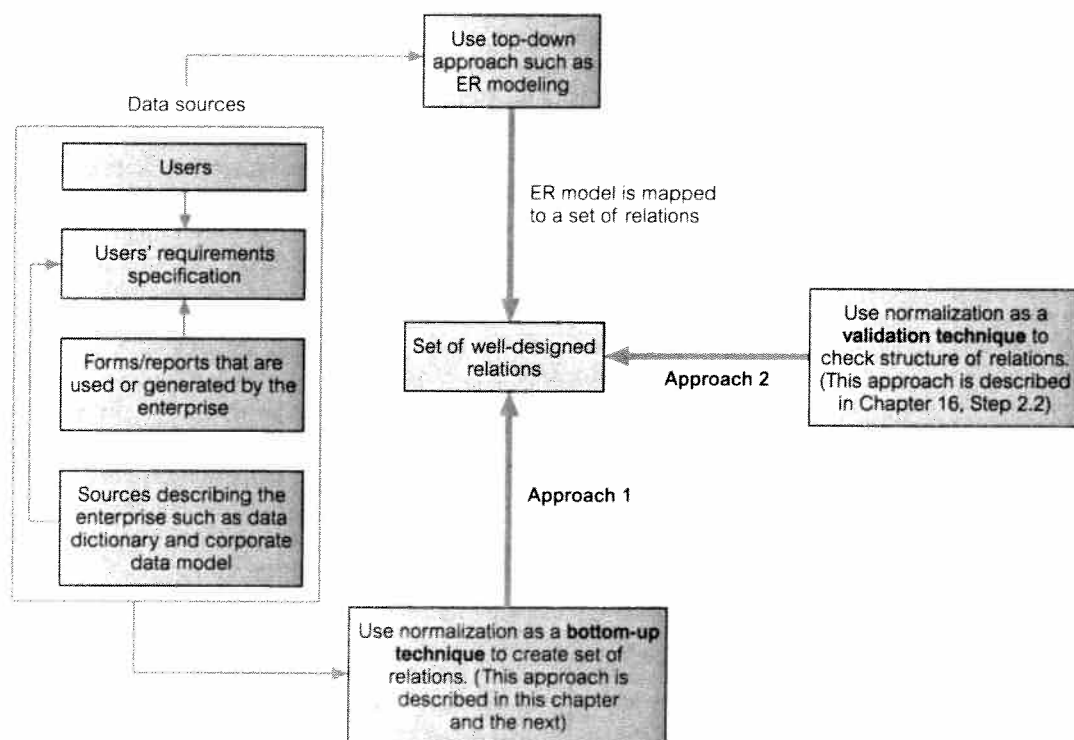 Use top-down
approach such as
ER modeling
Data sources
Users
Users' requirements
specification
Forms/reports that are
used or generated by the
enterprise
Sources describing the
enterprise such as data
dictionary and corporate
data model
ER model is mapped
to a set of relations
Set of well-designed
relations
Approach 2
Use normalization as a
validation technique to
check structure of relations.
(This approach is described
in Chapter 16, Step 2.2)
Approach 1
Use normalization as a bottom-up
technique to create set of
relations. (This approach is
described in this chapter
and the next)